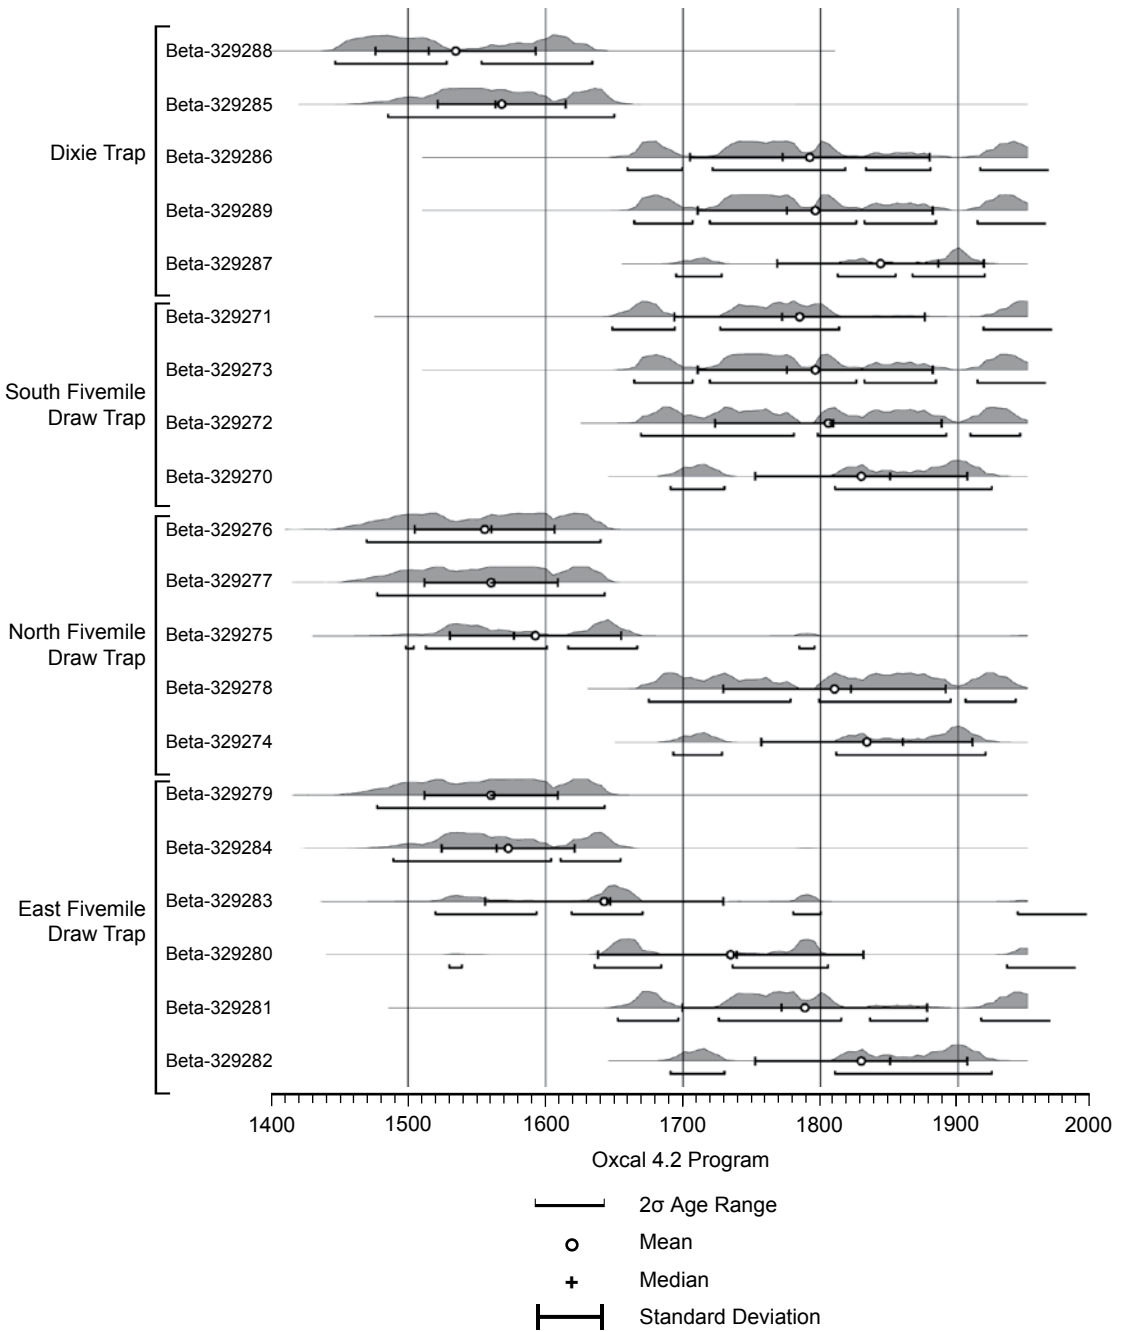 Beta-329288
Beta-329285
Dixie Trap
Beta-329286
Beta-329289
Beta-329287
Beta-329271
Beta-329273
South Fivemile
Draw Trap
Beta-329272
Beta-329270
Beta-329276
Beta-329277
North Fivemile
Draw Trap
Beta-329275
Beta-329278
Beta-329274
Beta-329279
Beta-329284
East Fivemile
Draw Trap
Beta-329283
Beta-329280
Beta-329281
Beta-329282
1400 1500 1600 1700 1800 1900 2000
Oxcal 4.2 Program
2σ Age Range
Mean
Median
Standard Deviation